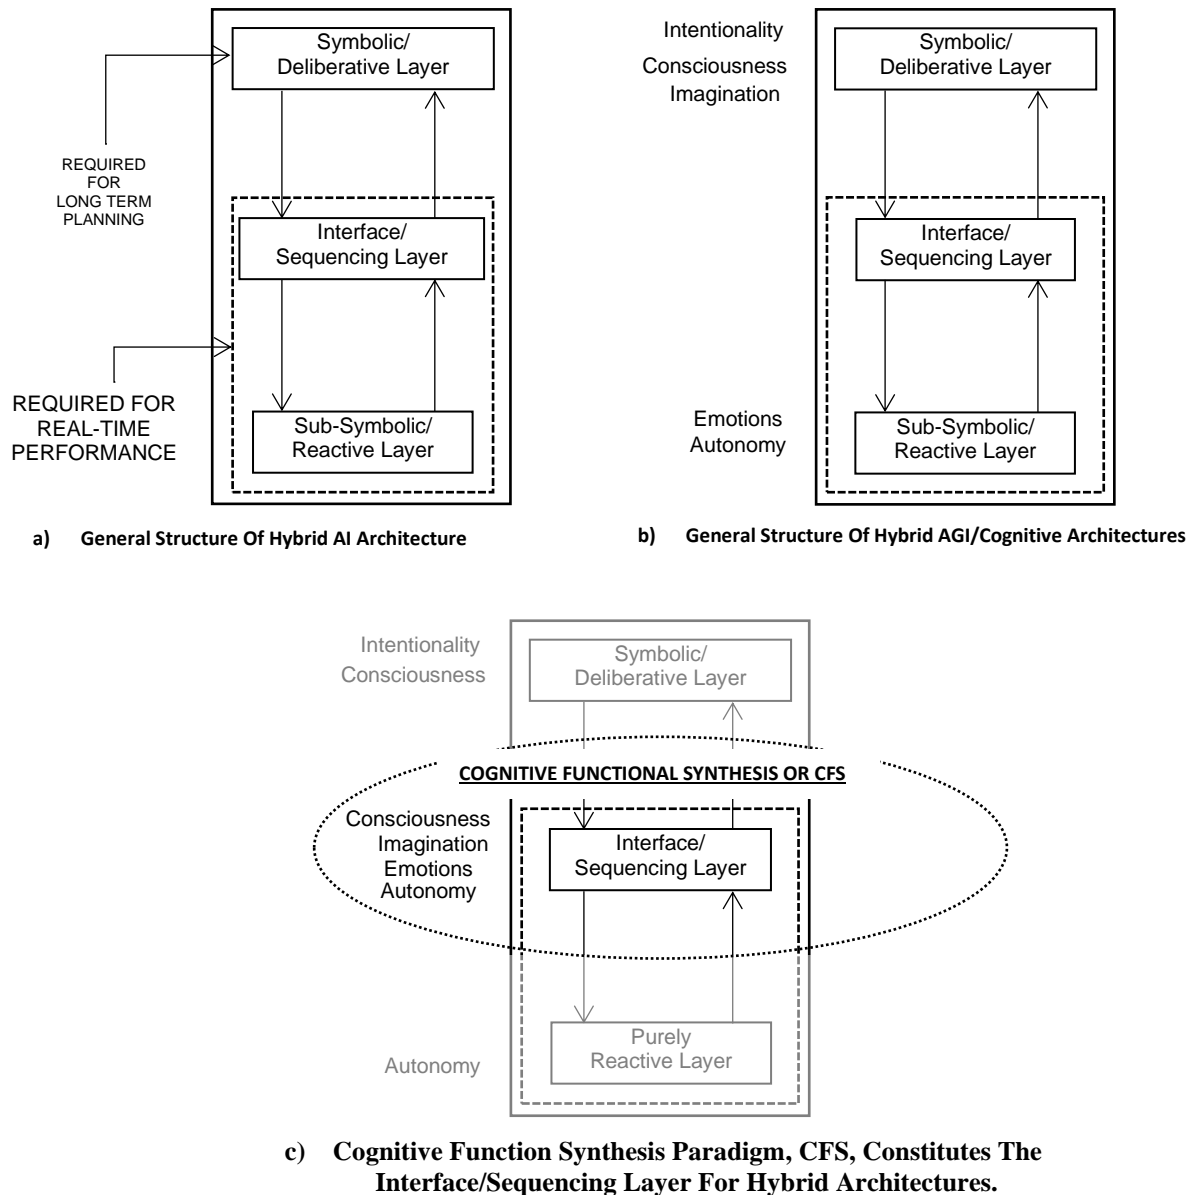 Symbolic/
Deliberative Layer
REQUIRED
FOR
LONG TERM
PLANNING
Interface/
Sequencing Layer
REQUIRED FOR
REAL-TIME
PERFORMANCE
Sub-Symbolic/
Reactive Layer
a) General Structure Of Hybrid AI Architecture
Intentionality
Consciousness
Imagination
Symbolic/
Deliberative Layer
Interface/
Sequencing Layer
Emotions
Autonomy
Sub-Symbolic/
Reactive Layer
b) General Structure Of Hybrid AGI/Cognitive Architectures
Intentionality
Consciousness
Symbolic/
Deliberative Layer
COGNITIVE FUNCTIONAL SYNTHESIS OR CFS
Consciousness
Imagination
Emotions
Autonomy
Interface/
Sequencing Layer
Autonomy
Purely
Reactive Layer
c) Cognitive Function Synthesis Paradigm, CFS, Constitutes The
Interface/Sequencing Layer For Hybrid Architectures.